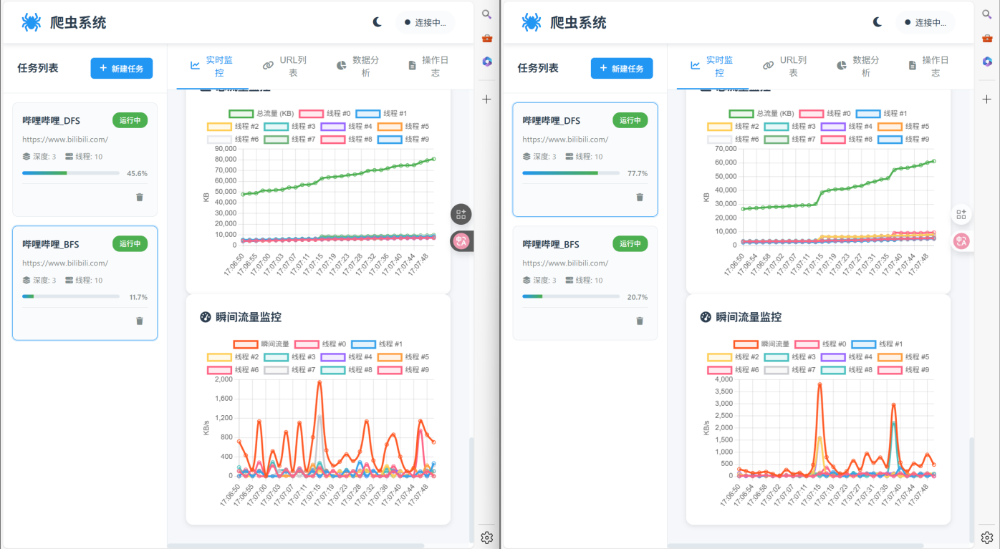 爬虫系统
连接中...
任务列表
新建任务
实时监
控
URL列
表
数据分
析
操作日
志
哔哩哔哩_DFS
运行中
https://www.bilibili.com/
深度: 3 线程: 10
45.6%
哔哩哔哩_BFS
运行中
https://www.bilibili.com/
深度: 3 线程: 10
11.7%
总流量监控
总流量 (KB) 线程 #0 线程 #1
线程 #2 线程 #3 线程 #4 线程 #5
线程 #6 线程 #7 线程 #8 线程 #9
90,000
80,000
70,000
60,000
50,000
40,000
30,000
20,000
10,000
0
KB
17:06:50 17:06:55 17:07:00 17:07:03 17:07:07 17:07:11 17:07:15 17:07:19 17:07:23 17:07:28 17:07:32 17:07:36 17:07:40 17:07:44 17:07:48
瞬间流量监控
瞬间流量 线程 #0 线程 #1
线程 #2 线程 #3 线程 #4 线程 #5
线程 #6 线程 #7 线程 #8 线程 #9
2,000
1,600
1,200
800
400
0
KB/s
17:06:50 17:06:55 17:07:00 17:07:03 17:07:07 17:07:11 17:07:15 17:07:19 17:07:23 17:07:28 17:07:32 17:07:36 17:07:40 17:07:44 17:07:48
爬虫系统
连接中...
任务列表
新建任务
实时监
控
URL列
表
数据分
析
操作日
志
哔哩哔哩_DFS
运行中
https://www.bilibili.com/
深度: 3 线程: 10
77.7%
哔哩哔哩_BFS
运行中
https://www.bilibili.com/
深度: 3 线程: 10
20.7%
总流量监控
总流量 (KB) 线程 #0 线程 #1
线程 #2 线程 #3 线程 #4 线程 #5
线程 #6 线程 #7 线程 #8 线程 #9
70,000
60,000
50,000
40,000
30,000
20,000
10,000
0
KB
17:06:50 17:06:54 17:06:58 17:07:02 17:07:07 17:07:11 17:07:15 17:07:19 17:07:23 17:07:27 17:07:31 17:07:35 17:07:40 17:07:44 17:07:48
瞬间流量监控
瞬间流量 线程 #0 线程 #1
线程 #2 线程 #3 线程 #4 线程 #5
线程 #6 线程 #7 线程 #8 线程 #9
4,000
3,500
3,000
2,500
2,000
1,500
1,000
500
0
KB/s
17:06:50 17:06:54 17:06:58 17:07:02 17:07:07 17:07:11 17:07:15 17:07:19 17:07:23 17:07:27 17:07:31 17:07:35 17:07:40 17:07:44 17:07:48